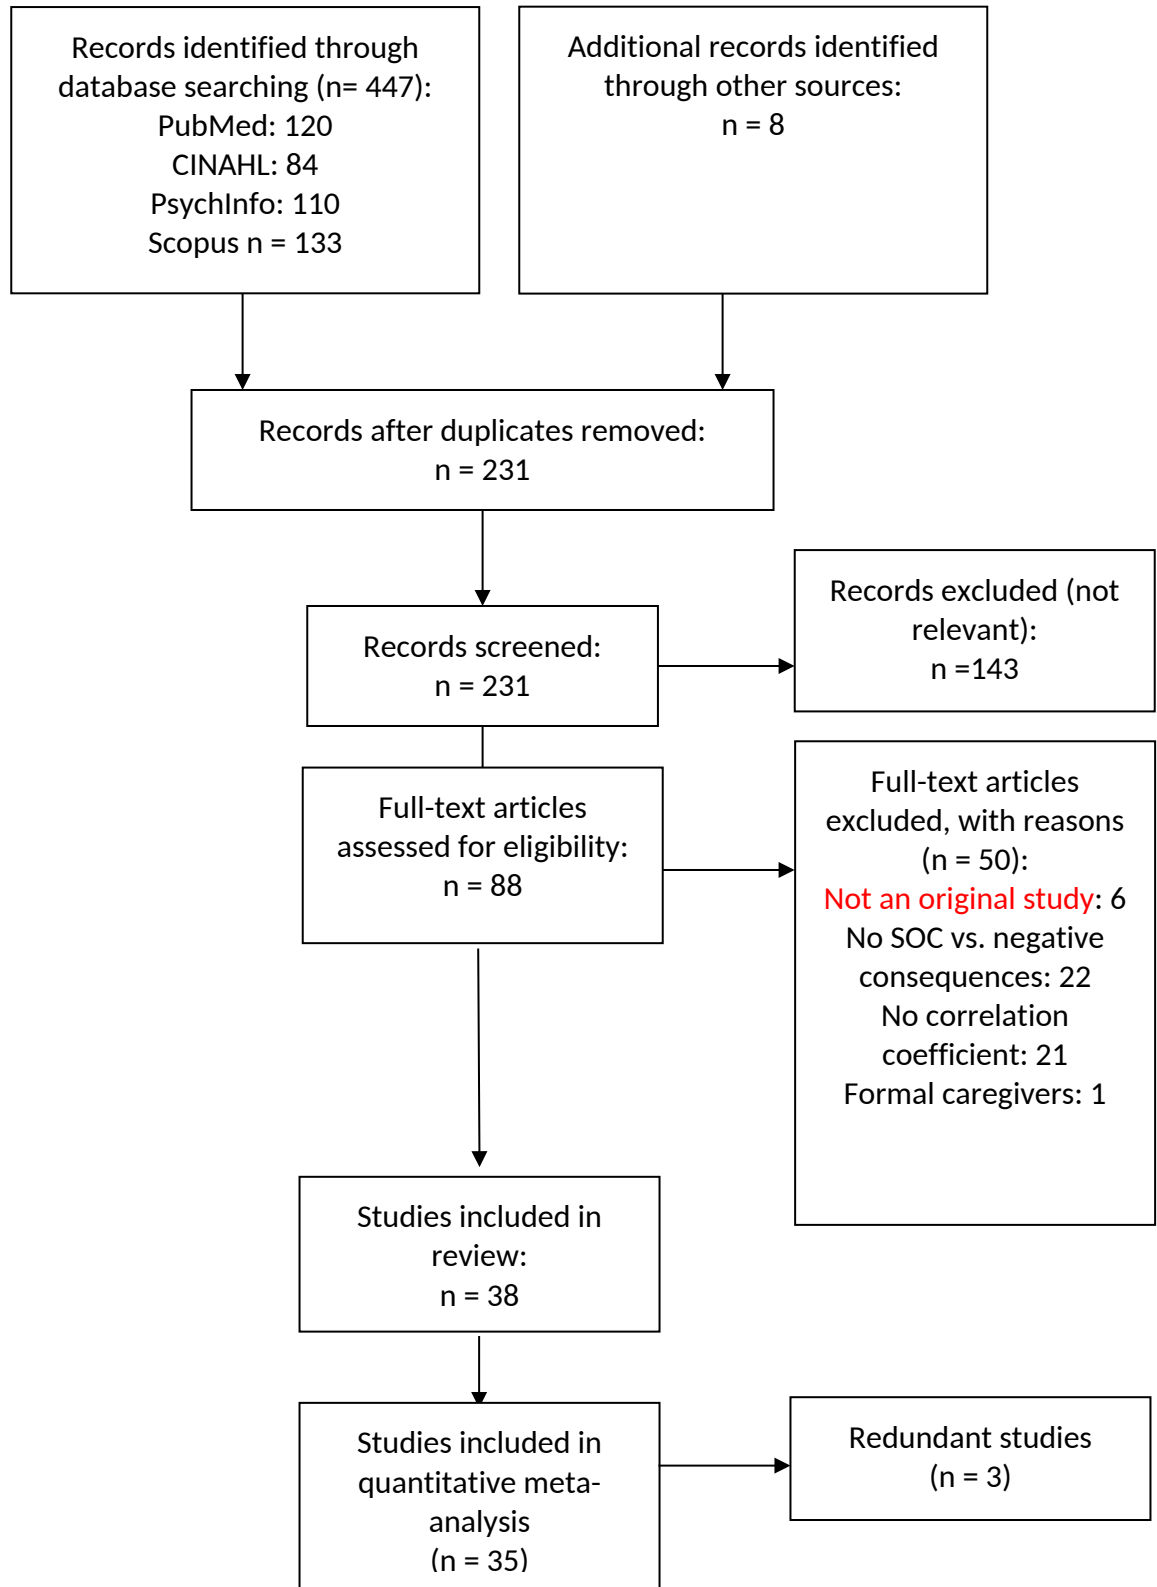 Records identified through
database searching (n= 447):
PubMed: 120
CINAHL: 84
PsychInfo: 110
Scopus n = 133
Additional records identified
through other sources:
n = 8
Records after duplicates removed:
n = 231
Records screened:
n = 231
Records excluded (not
relevant):
n =143
Full-text articles
assessed for eligibility:
n = 88
Full-text articles
excluded, with reasons
(n = 50):
Not an original study: 6
No SOC vs. negative
consequences: 22
No correlation
coefficient: 21
Formal caregivers: 1
Studies included in
review:
n = 38
Studies included in
quantitative meta-
analysis
(n = 35)
Redundant studies
(n = 3)